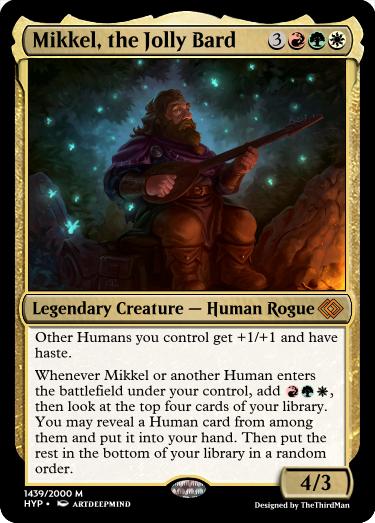 Mikkel, the Jolly Bard 3
Legendary Creature — Human Rogue
Other Humans you control get +1/+1 and have
haste.
Whenever Mikkel or another Human enters
the battlefield under your control, add
then look at the top four cards of your library.
You may reveal a Human card from among
them and put it into your hand. Then put the
rest in the bottom of your library in a random
order.
4/3
1439/2000 M
HYP • ARTDEEPMIND
Designed by TheThirdMan